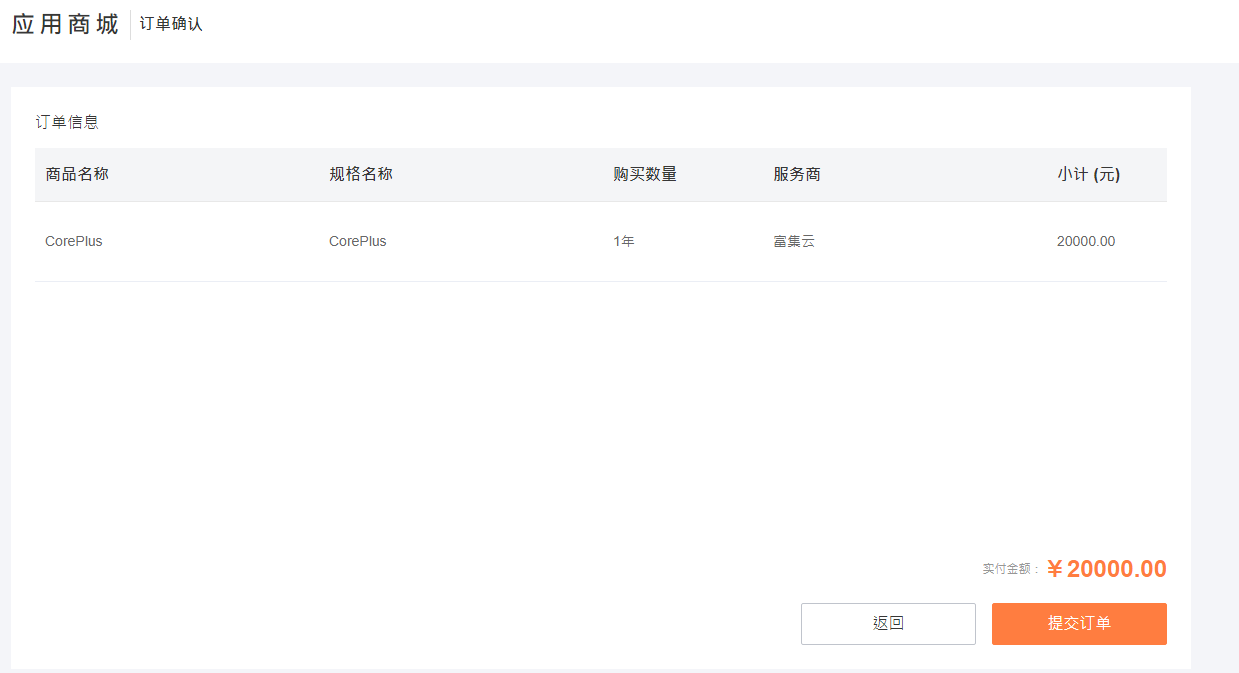 应用商城 订单确认
订单信息
商品名称 规格名称 购买数量 服务商 小计 (元)
CorePlus CorePlus 1年 富集云 20000.00
实付金额： ￥20000.00
返回 提交订单